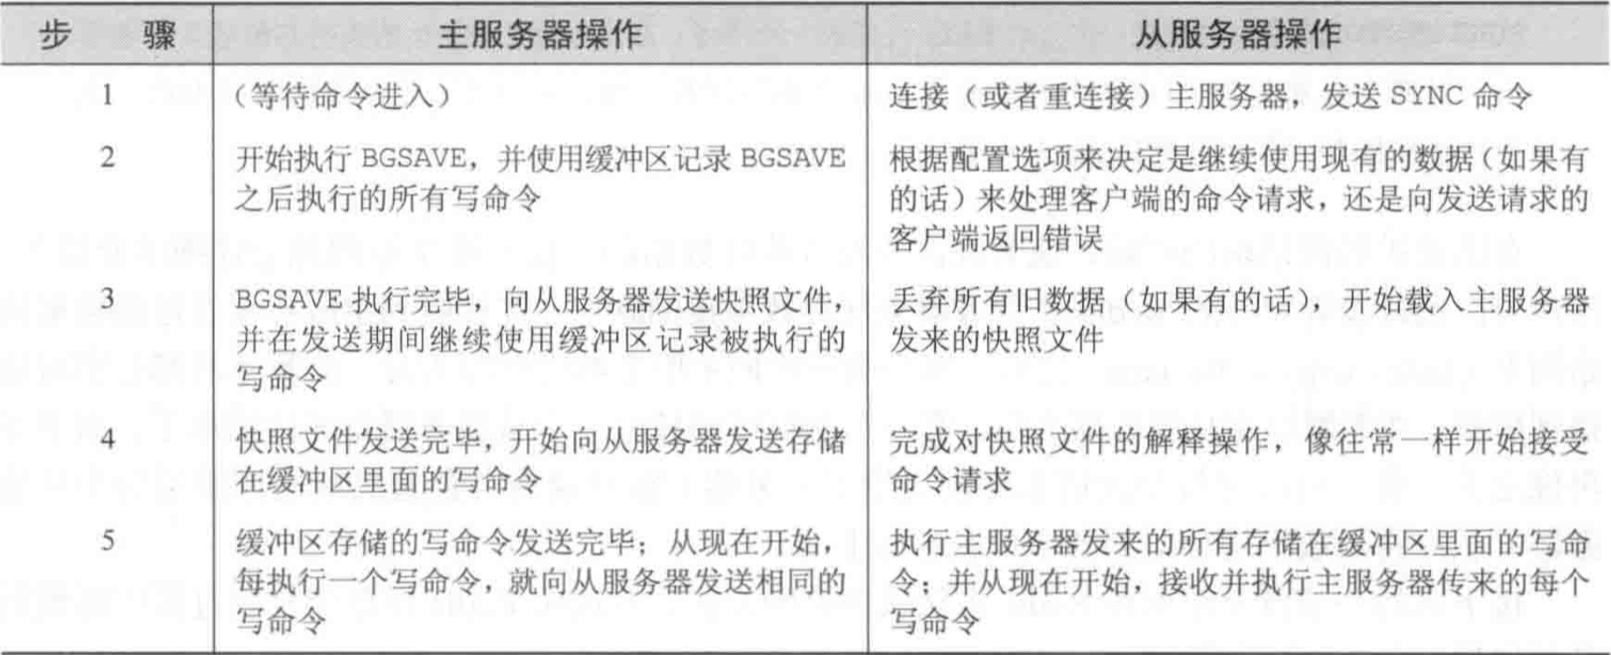 步 骤 主服务器操作 从服务器操作
1 （等待命令进入） 连接（或者重连接）主服务器，发送 SYNC 命令
2 开始执行 BGSAVE，并使用缓冲区记录 BGSAVE 根据配置选项来决定是继续使用现有的数据（如果有
之后执行的所有写命令 的话）来处理客户端的命令请求，还是向发送请求的
客户端返回错误
3 BGSAVE 执行完毕，向从服务器发送快照文件， 丢弃所有旧数据（如果有的话），开始载入主服务器
并在发送期间继续使用缓冲区记录被执行的 发来的快照文件
写命令
4 快照文件发送完毕，开始向从服务器发送存储 完成对快照文件的解释操作，像往常一样开始接受
在缓冲区里面的写命令 命令请求
5 缓冲区存储的写命令发送完毕；从现在开始， 执行主服务器发来的所有存储在缓冲区里面的写命
每执行一个写命令，就向从服务器发送相同的 令；并从现在开始，接收并执行主服务器传来的每个
写命令 写命令